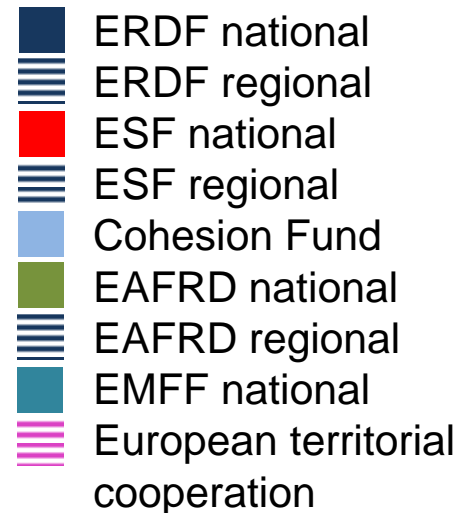 ERDF national
ERDF regional
ESF national
ESF regional
Cohesion Fund
EAFRD national
EAFRD regional
EMFF national
European territorial
cooperation